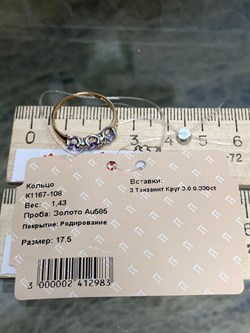 Кольцо
К1167-108
Вес: 1,43
Проба: Золото Au585
Покрытие: Родирование
Размер: 17.5
Вставки:
3 Танзанит Круг 3.0 0.330ct
3 000002 412983